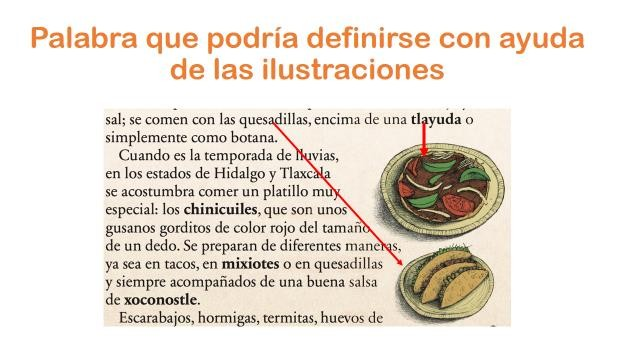 Palabra que podría definirse con ayuda
de las ilustraciones
sal; se comen con las quesadillas, encima de una tlayuda o
simplemente como botana.
Cuando es la temporada de lluvias,
en los estados de Hidalgo y Tlaxcala
se acostumbra comer un platillo muy
especial: los chinicuiles, que son unos
gusanos gorditos de color rojo del tamaño
de un dedo. Se preparan de diferentes maneras,
ya sea en tacos, en mixiotes o en quesadillas
y siempre acompañados de una buena salsa
de xoconostle.
Escarabajos, hormigas, termitas, huevos de